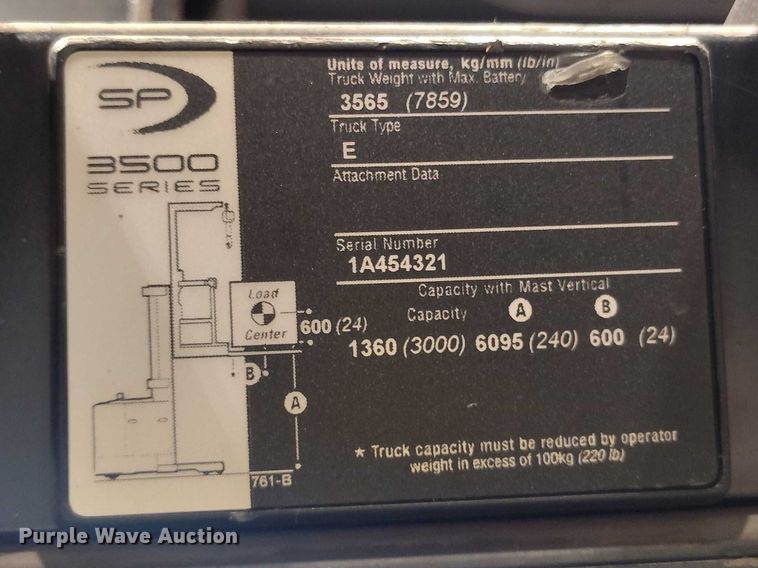 SP
3500
SERIES
Units of measure, kg/mm (lb/in)
Truck Weight with Max. Battery
3565 (7859)
Truck Type
E
Attachment Data
Serial Number
1A454321
Capacity with Mast Vertical
Capacity A B
1360 (3000) 6095 (240) 600 (24)
Load
Center
600 (24)
B
A
761-B
* Truck capacity must be reduced by operator
weight in excess of 100kg (220 lb)
Purple Wave Auction